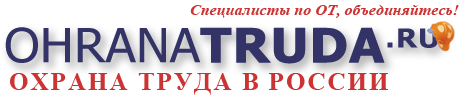 Специалисты по ОТ, объединяйтесь!
OHRANATRUDA.RU
ОХРАНА ТРУДА В РОССИИ